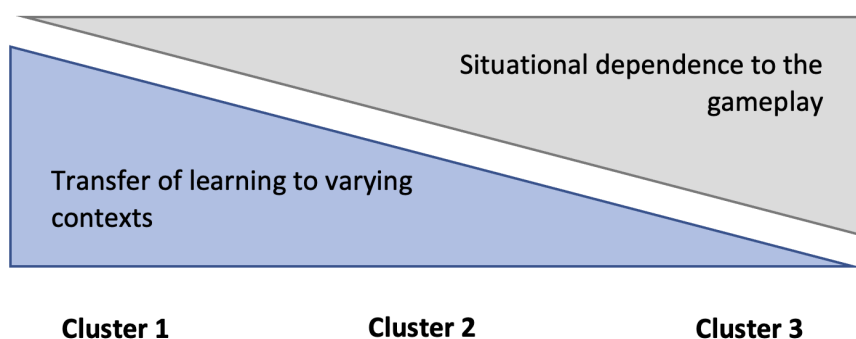 Situational dependence to the
gameplay
Transfer of learning to varying
contexts
Cluster 1
Cluster 2
Cluster 3